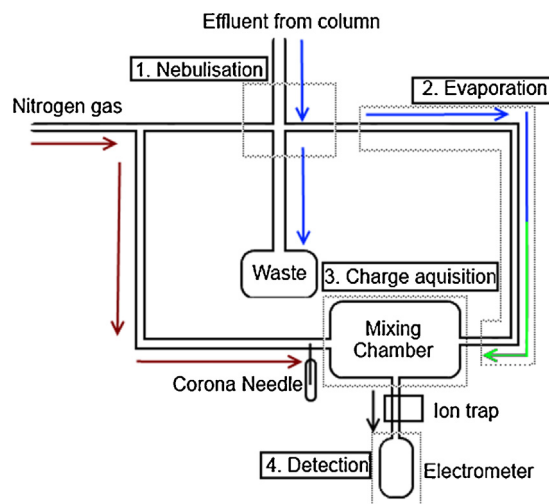 Effluent from column
1. Nebulisation
2. Evaporation
Nitrogen gas
Waste
3. Charge aquisition
Mixing
Chamber
Corona Needle
Ion trap
4. Detection
Electrometer